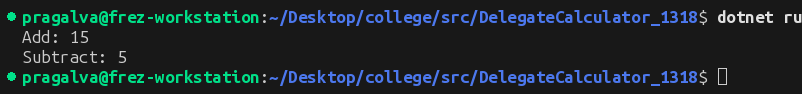 pragalva@frez-workstation:~/Desktop/college/src/DelegateCalculator_1318$ dotnet ru
Add: 15
Subtract: 5
pragalva@frez-workstation:~/Desktop/college/src/DelegateCalculator_1318$